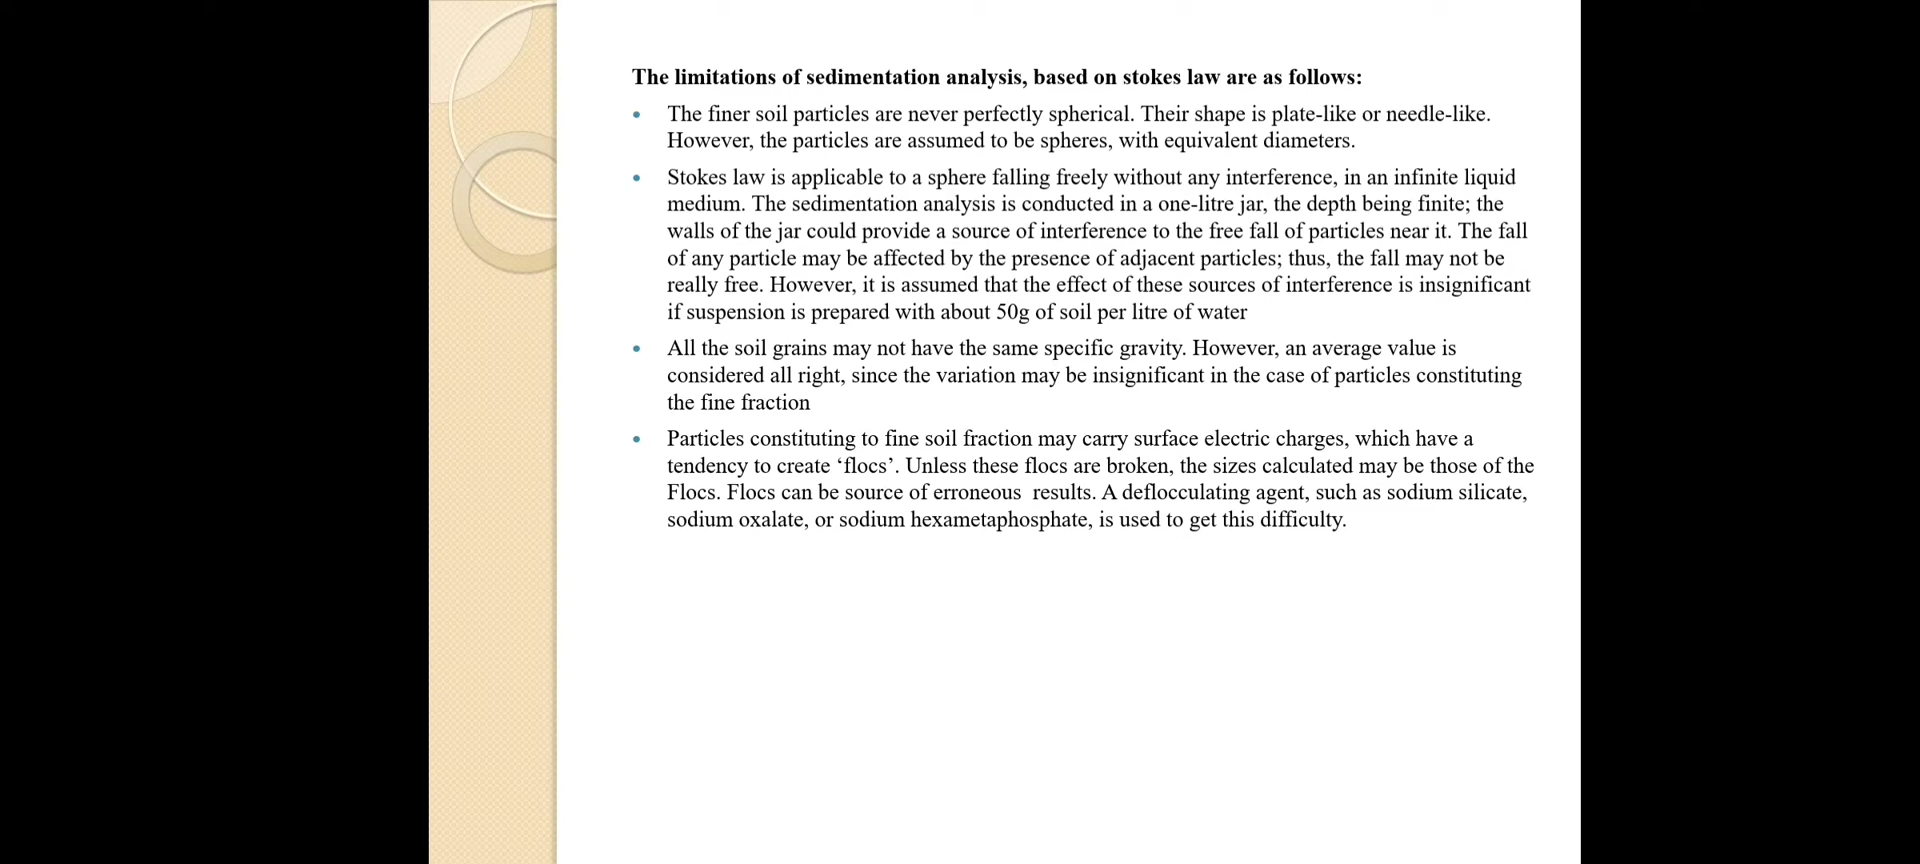 The limitations of sedimentation analysis, based on stokes law are as follows:
• The finer soil particles are never perfectly spherical. Their shape is plate-like or needle-like.
However, the particles are assumed to be spheres, with equivalent diameters.
• Stokes law is applicable to a sphere falling freely without any interference, in an infinite liquid
medium. The sedimentation analysis is conducted in a one-litre jar, the depth being finite; the
walls of the jar could provide a source of interference to the free fall of particles near it. The fall
of any particle may be affected by the presence of adjacent particles; thus, the fall may not be
really free. However, it is assumed that the effect of these sources of interference is insignificant
if suspension is prepared with about 50g of soil per litre of water
• All the soil grains may not have the same specific gravity. However, an average value is
considered all right, since the variation may be insignificant in the case of particles constituting
the fine fraction
• Particles constituting to fine soil fraction may carry surface electric charges, which have a
tendency to create ‘flocs’. Unless these flocs are broken, the sizes calculated may be those of the
Flocs. Flocs can be source of erroneous  results. A deflocculating agent, such as sodium silicate,
sodium oxalate, or sodium hexametaphosphate, is used to get this difficulty.